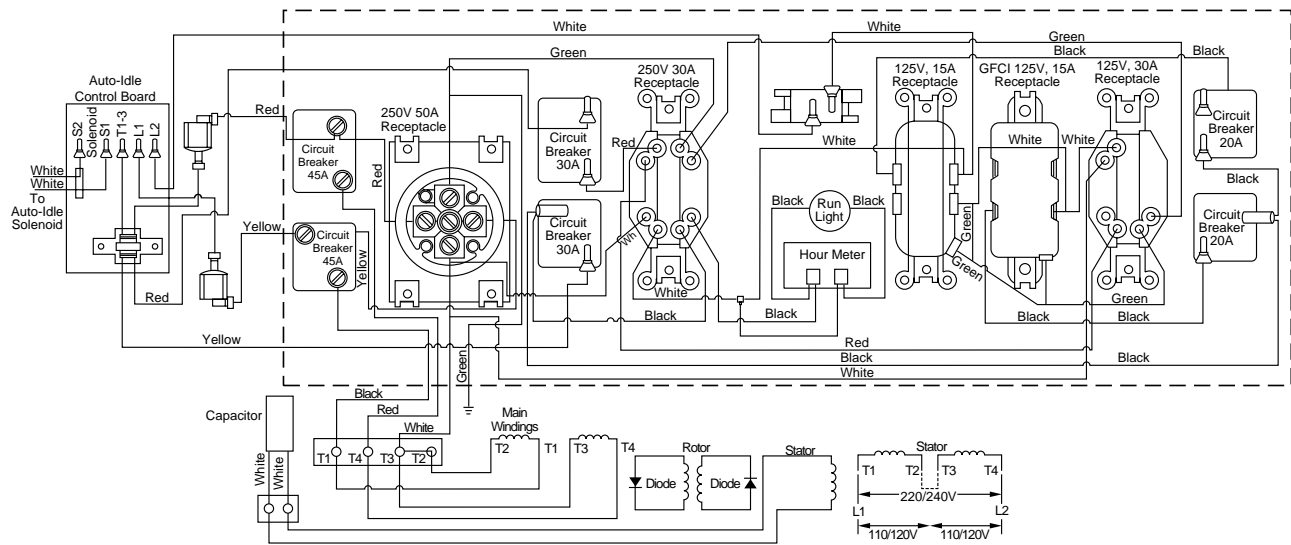 White
White
Green
Green
Black
Black
Auto-Idle
Control Board
S2
Solenoid
S1
T1-3
L1
L2
White
White
To
Auto-Idle
Solenoid
Red
Red
Yellow
Yellow
Circuit
Breaker
45A
Circuit
Breaker
45A
Red
Yellow
250V 50A
Receptacle
Circuit
Breaker
30A
Circuit
Breaker
30A
250V 30A
Receptacle
Red
Wh
White
Black
White
Black
Run
Light
Black
Hour Meter
Black
125V, 15A
Receptacle
GFCI 125V, 15A
Receptacle
125V, 30A
Receptacle
White
White
Green
Green
Green
Black
Black
Circuit
Breaker
20A
Black
Circuit
Breaker
20A
Red
Black
Black
White
Green
Black
Red
White
Capacitor
White
White
T1
T4
T3
T2
Main
Windings
T2
T1
T3
T4
Rotor
Diode
Diode
Stator
Stator
T1
T2
T3
T4
220/240V
L1
L2
110/120V
110/120V